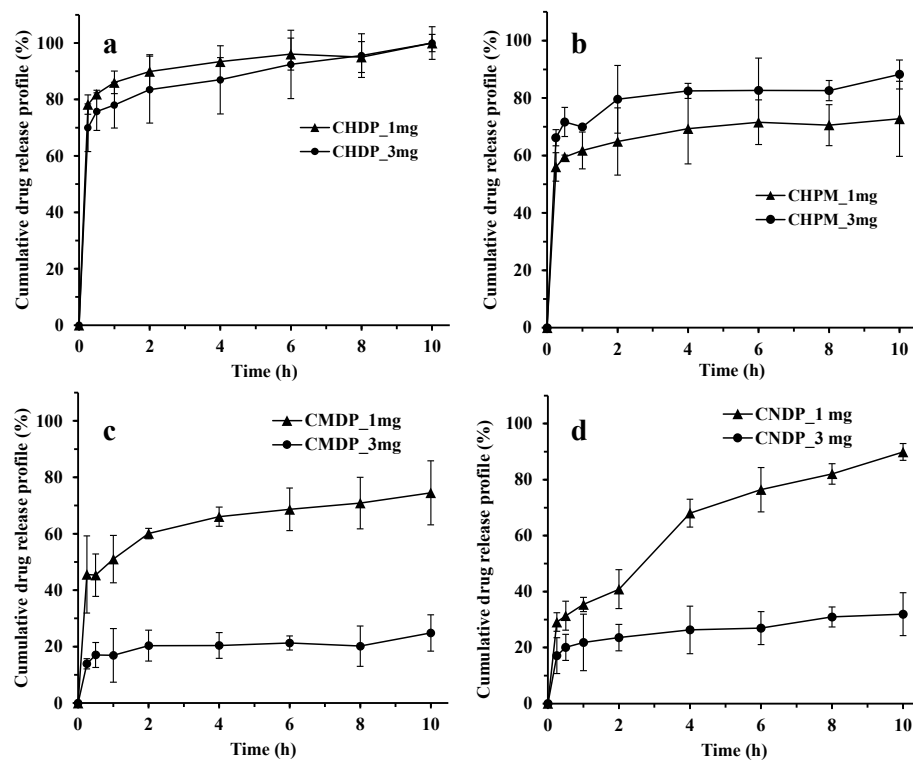 a
CHDP_1mg
CHDP_3mg
Cumulative drug release profile (%)
0
20
40
60
80
100
0
2
4
6
8
10
Time (h)
b
CHPM_1mg
CHPM_3mg
Cumulative drug release profile (%)
0
20
40
60
80
100
0
2
4
6
8
10
Time (h)
c
CMDP_1mg
CMDP_3mg
Cumulative drug release profile (%)
0
20
40
60
80
100
0
2
4
6
8
10
Time (h)
d
CNDP_1 mg
CNDP_3 mg
Cumulative drug release profile (%)
0
20
40
60
80
100
0
2
4
6
8
10
Time (h)